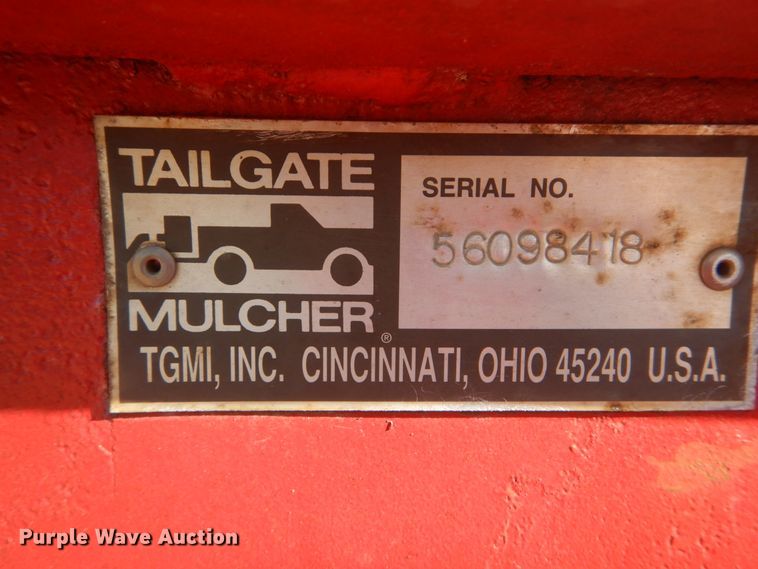 TAILGATE
MULCHER®
SERIAL NO.
56098418
TGMI, INC. CINCINNATI, OHIO 45240 U.S.A.
Purple Wave Auction